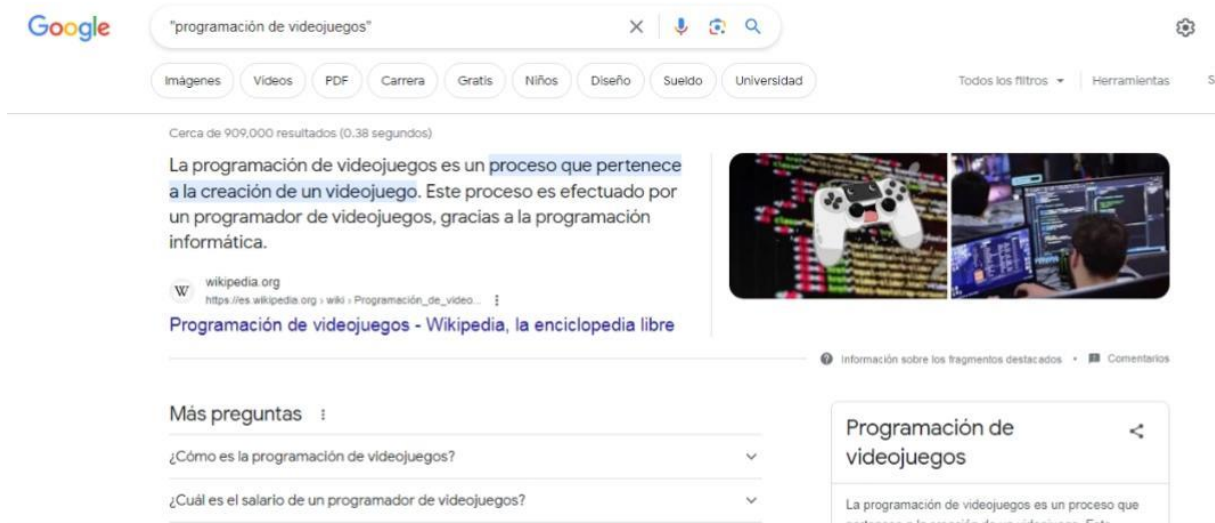 Google
"programación de videojuegos"
Imágenes Videos PDF Carrera Gratis Niños Diseño Sueldo Universidad Todos los filtros Herramientas
Cerca de 909,000 resultados (0.38 segundos)
La programación de videojuegos es un proceso que pertenece
a la creación de un videojuego. Este proceso es efectuado por
un programador de videojuegos, gracias a la programación
informática.
W wikipedia.org
https://es.wikipedia.org › wiki › Programación_de_video...
Programación de videojuegos - Wikipedia, la enciclopedia libre
Información sobre los fragmentos destacados • Comentarios
Más preguntas
¿Cómo es la programación de videojuegos?
¿Cuál es el salario de un programador de videojuegos?
Programación de
videojuegos
La programación de videojuegos es un proceso que